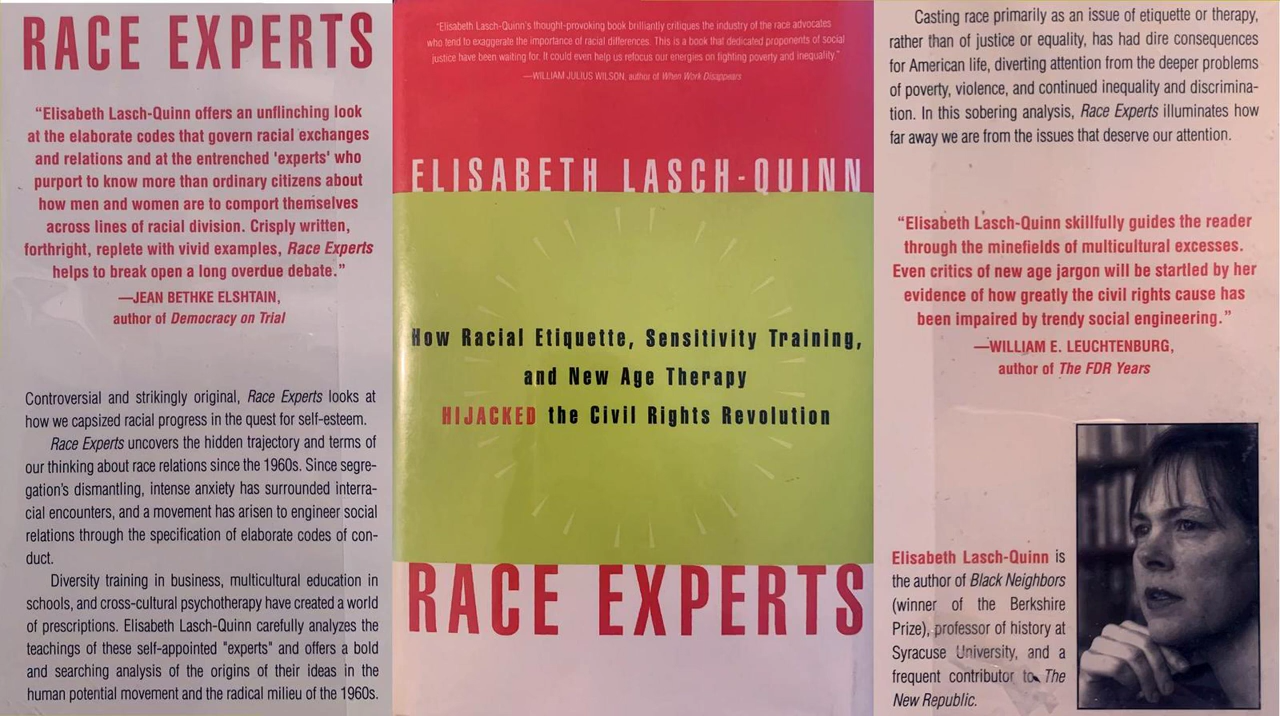 RACE EXPERTS
“Elisabeth Lasch-Quinn offers an unflinching look
at the elaborate codes that govern racial exchanges
and relations and at the entrenched 'experts' who
purport to know more than ordinary citizens about
how men and women are to comport themselves
across lines of racial division. Crisply written,
forthright, replete with vivid examples, Race Experts
helps to break open a long overdue debate.”
—JEAN BETHKE ELSHTAIN,
author of Democracy on Trial
Controversial and strikingly original, Race Experts looks at
how we capsized racial progress in the quest for self-esteem.
Race Experts uncovers the hidden trajectory and terms of
our thinking about race relations since the 1960s. Since segre-
gation's dismantling, intense anxiety has surrounded interra-
cial encounters, and a movement has arisen to engineer social
relations through the specification of elaborate codes of con-
duct.
Diversity training in business, multicultural education in
schools, and cross-cultural psychotherapy have created a world
of prescriptions. Elisabeth Lasch-Quinn carefully analyzes the
teachings of these self-appointed "experts" and offers a bold
and searching analysis of the origins of their ideas in the
human potential movement and the radical milieu of the 1960s.
“Elisabeth Lasch-Quinn's thought-provoking book brilliantly critiques the industry of the race advocates
who tend to exaggerate the importance of racial differences. This is a book that dedicated proponents of social
justice have been waiting for. It could even help us refocus our energies on fighting poverty and inequality.”
—WILLIAM JULIUS WILSON, author of When Work Disappears
ELISABETH LASCH-QUINN
How Racial Etiquette, Sensitivity Training,
and New Age Therapy
HIJACKED the Civil Rights Revolution
RACE EXPERTS
Casting race primarily as an issue of etiquette or therapy,
rather than of justice or equality, has had dire consequences
for American life, diverting attention from the deeper problems
of poverty, violence, and continued inequality and discrimina-
tion. In this sobering analysis, Race Experts illuminates how
far away we are from the issues that deserve our attention.
“Elisabeth Lasch-Quinn skillfully guides the reader
through the minefields of multicultural excesses.
Even critics of new age jargon will be startled by her
evidence of how greatly the civil rights cause has
been impaired by trendy social engineering.”
—WILLIAM E. LEUCHTENBURG,
author of The FDR Years
Elisabeth Lasch-Quinn is
the author of Black Neighbors
(winner of the Berkshire
Prize), professor of history at
Syracuse University, and a
frequent contributor to The
New Republic.